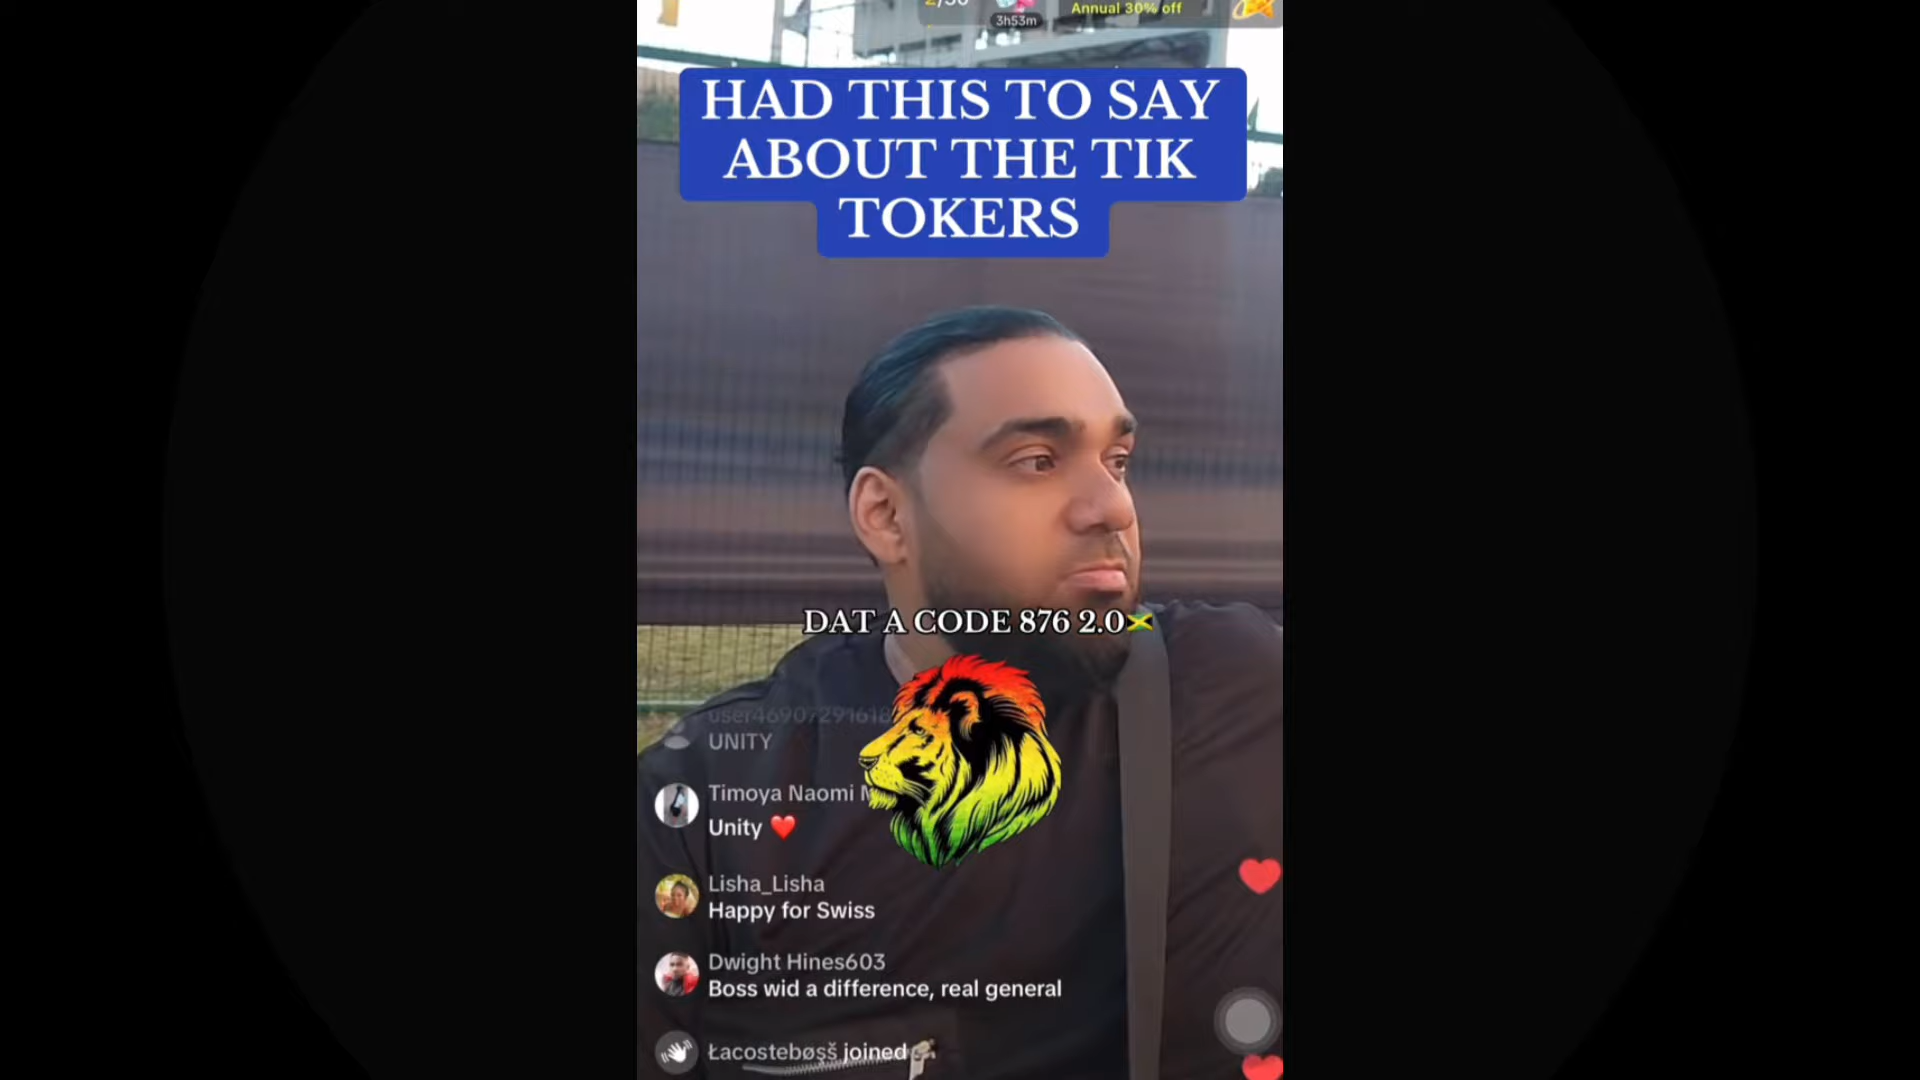 3h53m
Annual 30% off
HAD THIS TO SAY
ABOUT THE TIK
TOKERS
DAT A CODE 876 2.0
UNITY
Timoya Naomi
Unity ❤️
Lisha_Lisha
Happy for Swiss
Dwight Hines603
Boss wid a difference, real general
Łacostebøşš joined